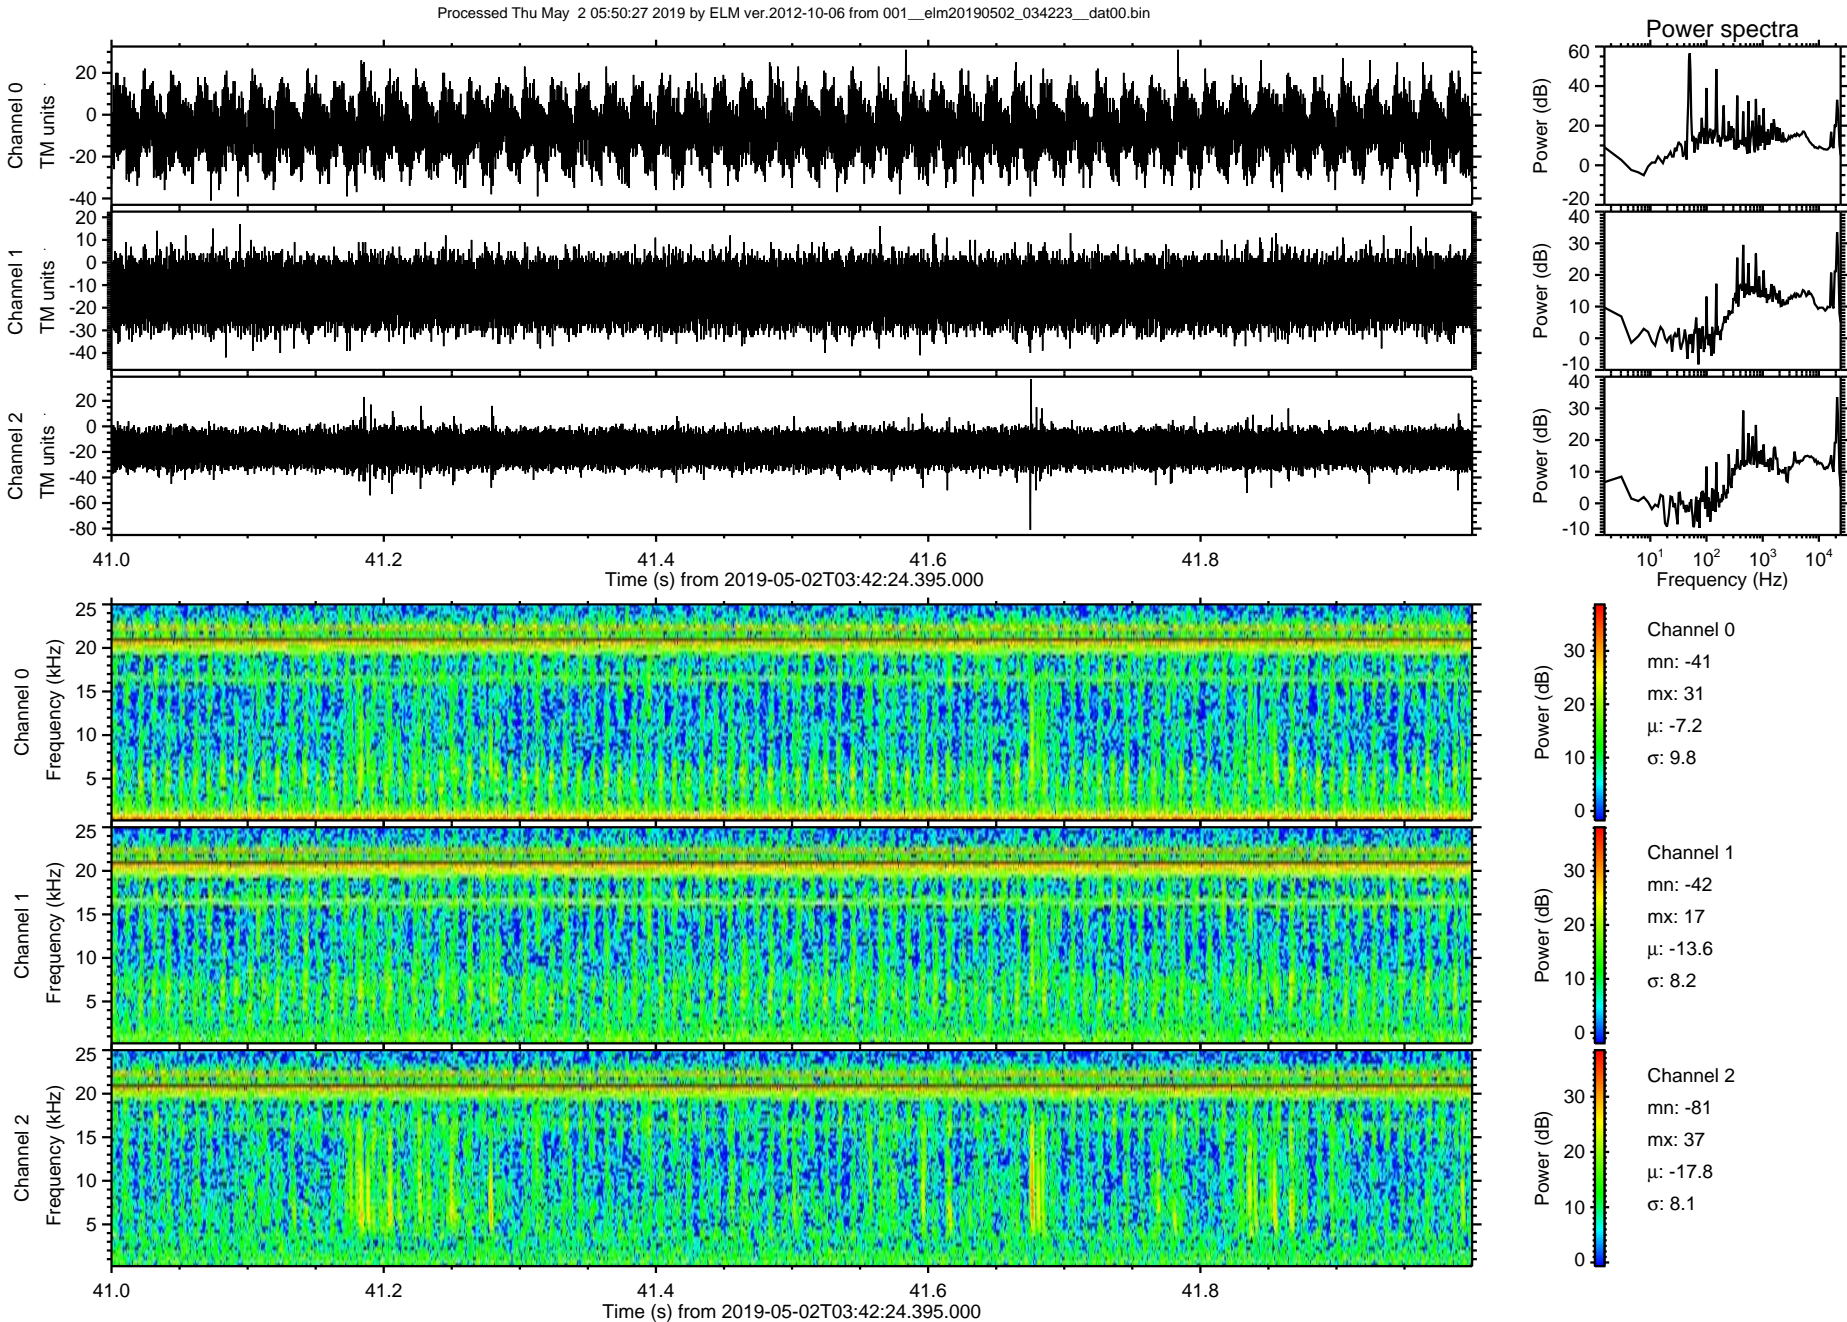 Processed Thu May  2 05:50:27 2019 by ELM ver.2012-10-06 from 001__elm20190502_034223__dat00.bin
Power spectra
Channel 0
TM units
20
0
-20
-40
Power (dB)
60
40
20
0
-20
Channel 1
TM units
20
10
0
-10
-20
-30
-40
Power (dB)
40
30
20
10
0
-10
Channel 2
TM units
20
0
-20
-40
-60
-80
Power (dB)
40
30
20
10
0
-10
41.0 41.2 41.4 41.6 41.8
Time (s) from 2019-05-02T03:42:24.395.000
10^1 10^2 10^3 10^4
Frequency (Hz)
Channel 0
Frequency (kHz)
25
20
15
10
5
Power (dB)
30
20
10
0
Channel 0
mn: -41
mx: 31
μ: -7.2
σ: 9.8
Channel 1
Frequency (kHz)
25
20
15
10
5
Power (dB)
30
20
10
0
Channel 1
mn: -42
mx: 17
μ: -13.6
σ: 8.2
Channel 2
Frequency (kHz)
25
20
15
10
5
Power (dB)
30
20
10
0
Channel 2
mn: -81
mx: 37
μ: -17.8
σ: 8.1
41.0 41.2 41.4 41.6 41.8
Time (s) from 2019-05-02T03:42:24.395.000